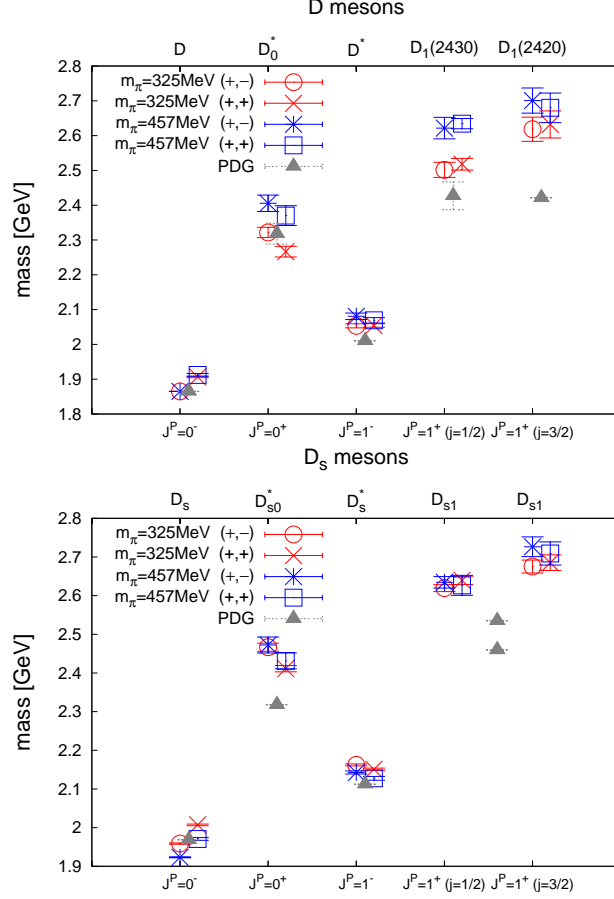 D mesons
D D₀* D* D₁(2430) D₁(2420)
2.8
2.7
2.6
2.5
2.4
2.3
2.2
2.1
2
1.9
1.8
mass [GeV]
mπ=325MeV (+,−)
mπ=325MeV (+,+)
mπ=457MeV (+,−)
mπ=457MeV (+,+)
PDG
Jᴾ=0⁻ Jᴾ=0⁺ Jᴾ=1⁻ Jᴾ=1⁺ (j=1/2) Jᴾ=1⁺ (j=3/2)
Dₛ mesons
Dₛ Dₛ₀* Dₛ* Dₛ₁ Dₛ₁
2.8
2.7
2.6
2.5
2.4
2.3
2.2
2.1
2
1.9
mass [GeV]
mπ=325MeV (+,−)
mπ=325MeV (+,+)
mπ=457MeV (+,−)
mπ=457MeV (+,+)
PDG
Jᴾ=0⁻ Jᴾ=0⁺ Jᴾ=1⁻ Jᴾ=1⁺ (j=1/2) Jᴾ=1⁺ (j=3/2)